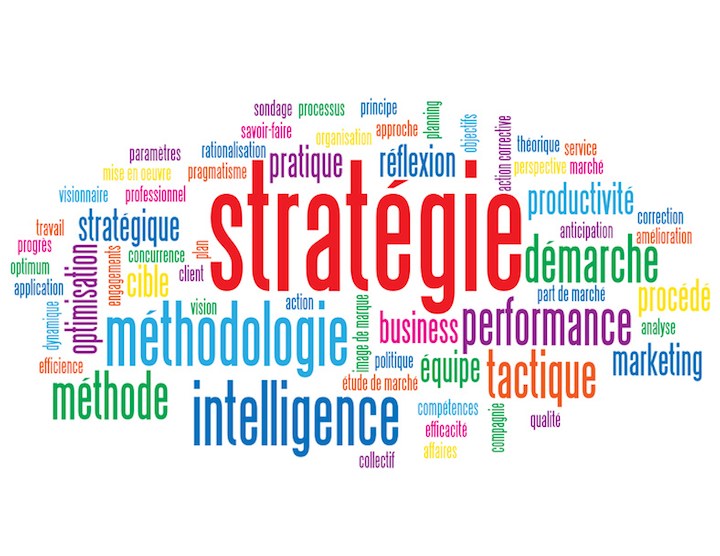 sondage
processus
principe
planning
savoir-faire
organisation
approche
objectifs
action corrective
théorique
service
paramètres
rationalisation
pratique
réflexion
perspective
marché
mise en oeuvre
pragmatisme
visionnaire
professionnel
stratégie
productivité
travail
stratégique
correction
progrès
anticipation
amélioration
optimum
optimisation
engagements
concurrence
plan
démarche
application
cible
client
part de marché
procédé
dynamique
vision
action
image de marque
méthodologie
business
performance
analyse
efficience
politique
équipe
tactique
marketing
méthode
étude de marché
intelligence
compétences
compagnie
qualité
efficacité
affaires
collectif